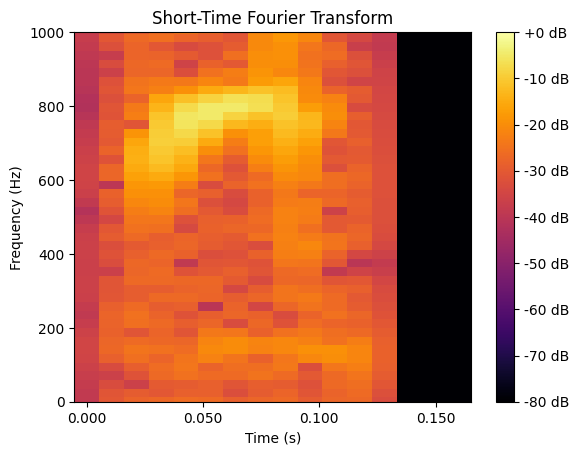 Short-Time Fourier Transform
Frequency (Hz)
1000
800
600
400
200
0
0.000
0.050
0.100
0.150
Time (s)
+0 dB
-10 dB
-20 dB
-30 dB
-40 dB
-50 dB
-60 dB
-70 dB
-80 dB